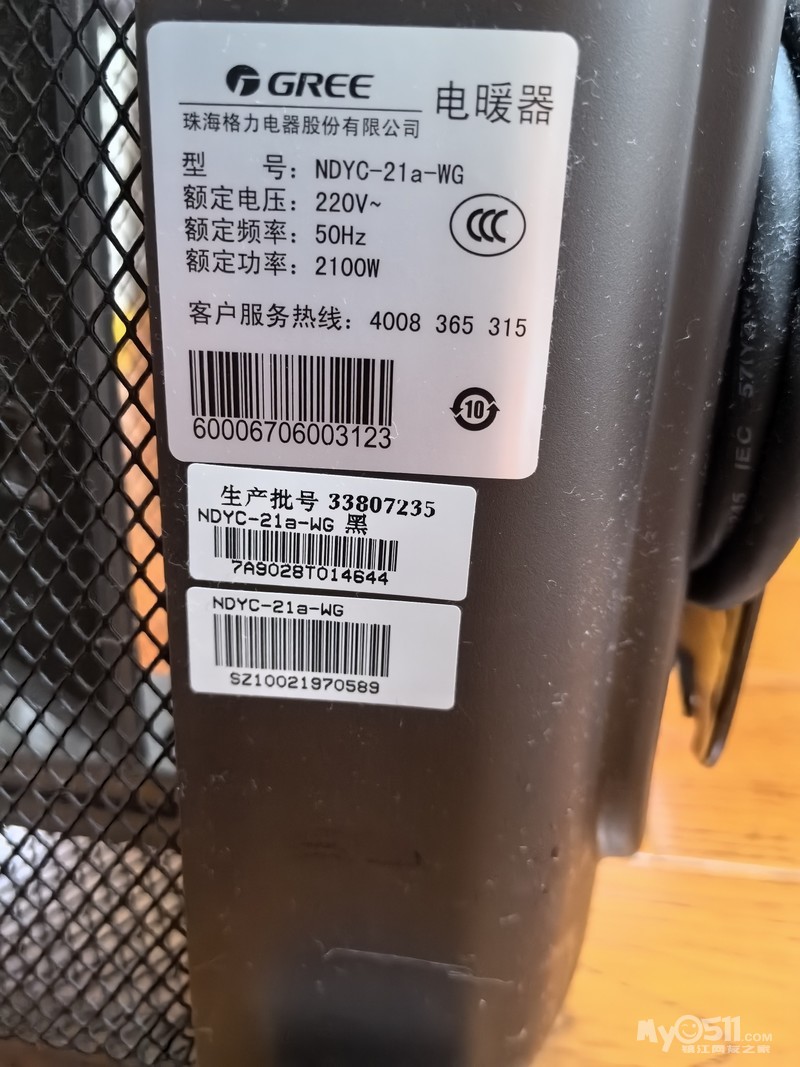 GREE
电暖器
珠海格力电器股份有限公司
型 号: NDYC-21a-WG
额定电压: 220V~
额定频率: 50Hz
额定功率: 2100W
CCC
客户服务热线: 4008 365 315
60006706003123
10
生产批号 33807235
NDYC-21a-WG 黑
7A9028T014644
NDYC-21a-WG
SZ10021970589
IEC 57(Y
My0511.COM
镇江网友之家